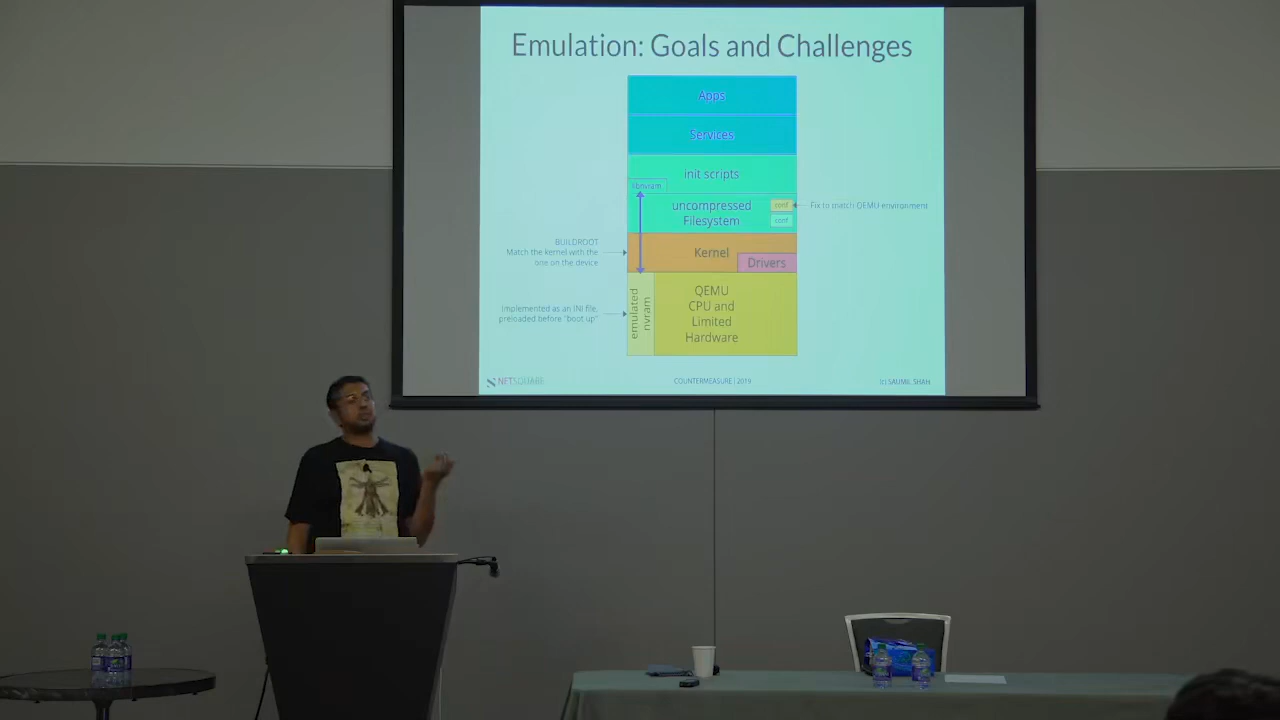 Emulation: Goals and Challenges
Apps
Services
init scripts
libnvram
uncompressed
Filesystem
conf
conf
Fix to match QEMU environment
BUILDROOT
Match the kernel with the
one on the device
Kernel
Drivers
Implemented as an INI file,
preloaded before "boot up"
emulated
nvram
QEMU
CPU and
Limited
Hardware
NETSQUARE
COUNTERMEASURE | 2019
(c) SAUMIL SHAH